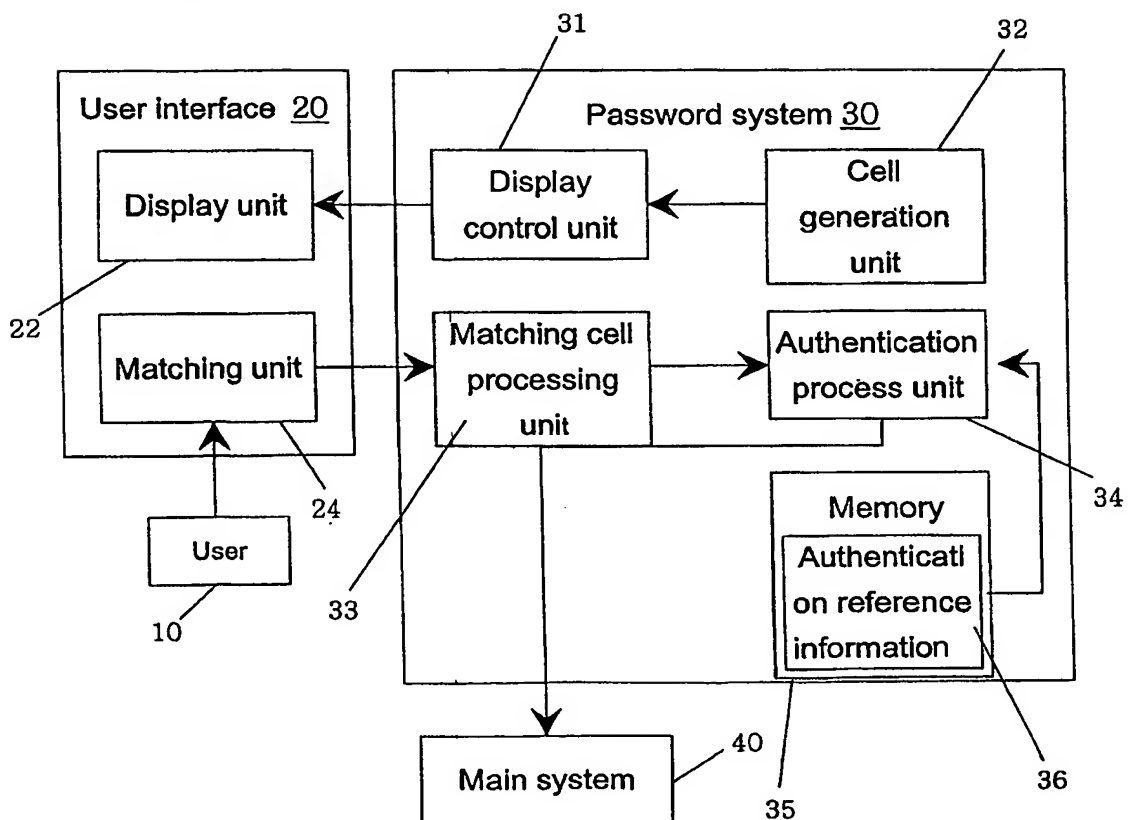 31
32
User interface 20
Password system 30
Display unit
Display
control unit
Cell
generation
unit
22
Matching unit
Matching cell
processing
unit
Authentication
process unit
24
34
User
10
33
Memory
Authenticati
on reference
information
Main system
40
35
36